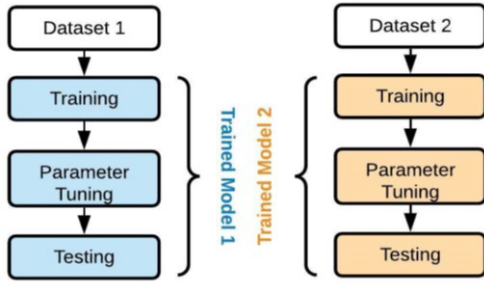 Dataset 1
Training
Parameter
Tuning
Testing
Trained Model 1
Trained Model 2
Dataset 2
Training
Parameter
Tuning
Testing